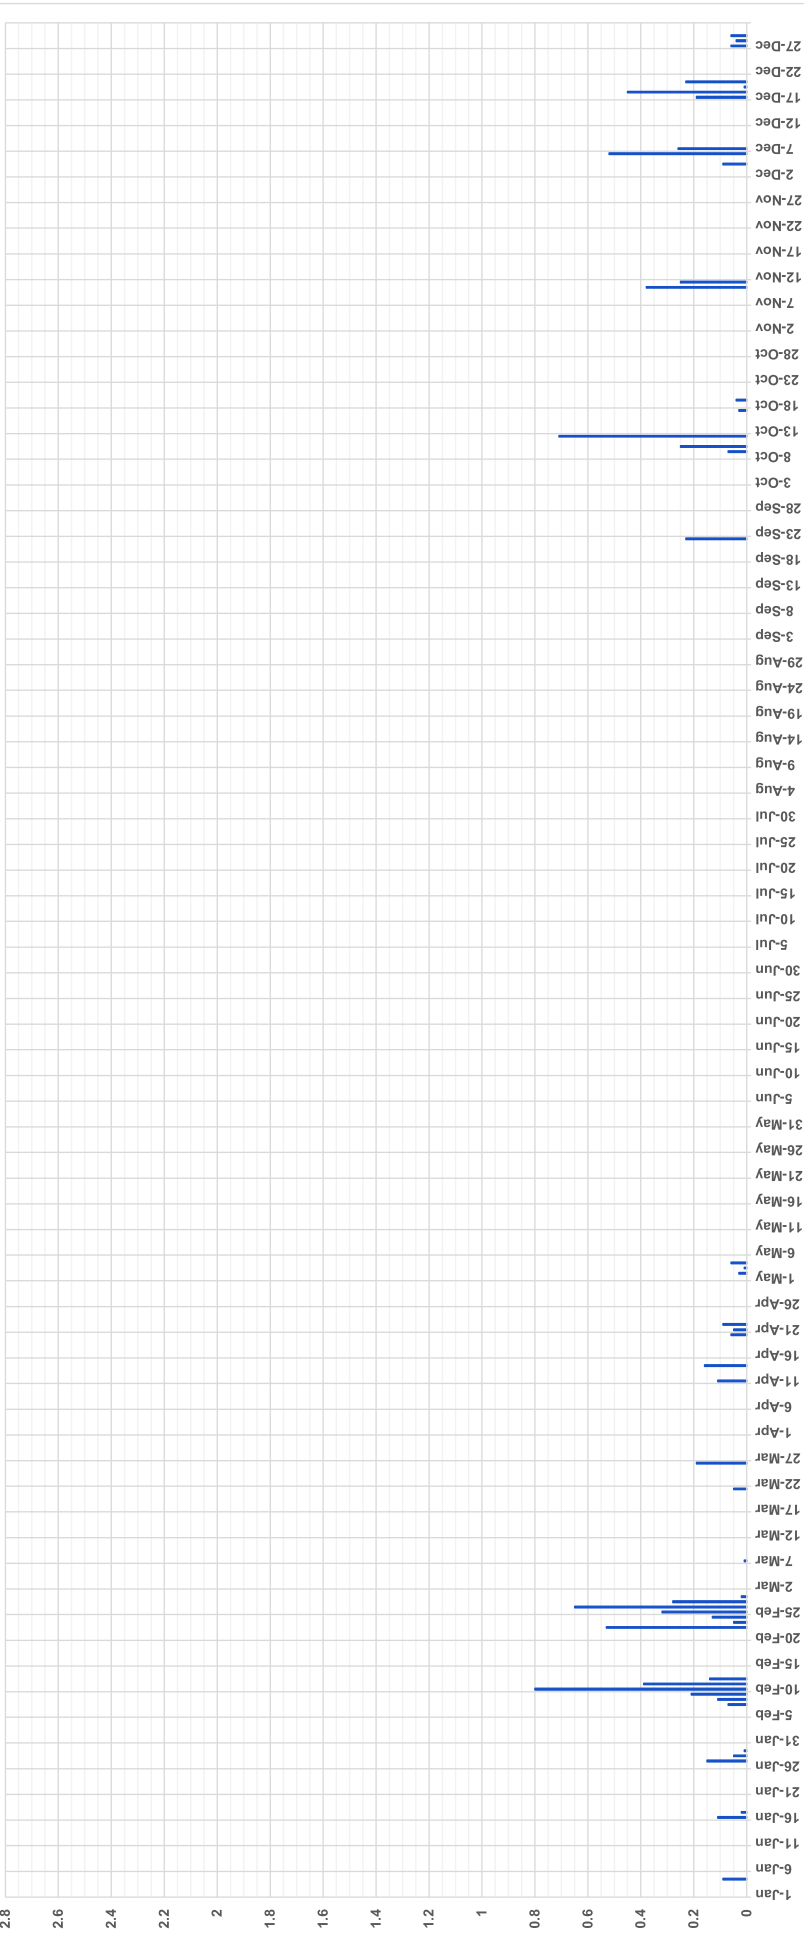 27-Dec
22-Dec
17-Dec
12-Dec
7-Dec
2-Dec
27-Nov
22-Nov
17-Nov
12-Nov
7-Nov
2-Nov
28-Oct
23-Oct
18-Oct
13-Oct
8-Oct
3-Oct
28-Sep
23-Sep
18-Sep
13-Sep
8-Sep
3-Sep
29-Aug
24-Aug
19-Aug
14-Aug
9-Aug
4-Aug
30-Jul
25-Jul
20-Jul
15-Jul
10-Jul
5-Jul
30-Jun
25-Jun
20-Jun
15-Jun
10-Jun
5-Jun
31-May
26-May
21-May
16-May
11-May
6-May
1-May
26-Apr
21-Apr
16-Apr
11-Apr
6-Apr
1-Apr
27-Mar
22-Mar
17-Mar
12-Mar
7-Mar
2-Mar
25-Feb
20-Feb
15-Feb
10-Feb
5-Feb
31-Jan
26-Jan
21-Jan
16-Jan
11-Jan
6-Jan
1-Jan
2.8
2.6
2.4
2.2
2
1.8
1.6
1.4
1.2
1
0.8
0.6
0.4
0.2
0